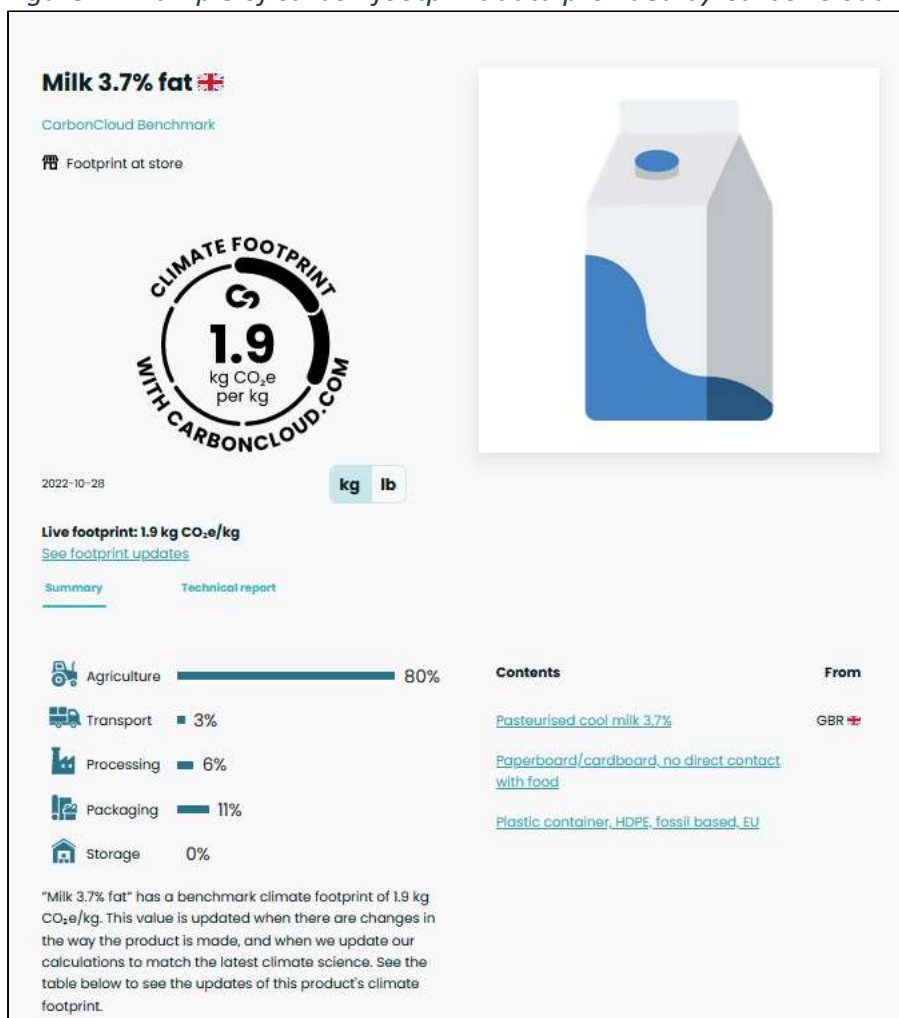 Milk 3.7% fat
CarbonCloud Benchmark
Footprint at store
CLIMATE FOOTPRINT
1.9
kg CO₂e
per kg
WITH CARBONCLOUD.COM
2022-10-28
kg lb
Live footprint: 1.9 kg CO₂e/kg
See footprint updates
Summary Technical report
Agriculture 80%
Transport 3%
Processing 6%
Packaging 11%
Storage 0%
"Milk 3.7% fat" has a benchmark climate footprint of 1.9 kg
CO₂e/kg. This value is updated when there are changes in
the way the product is made, and when we update our
calculations to match the latest climate science. See the
table below to see the updates of this product's climate
footprint.
Contents From
Pasteurised cool milk 3.7% GBR
Paperboard/cardboard, no direct contact
with food
Plastic container, HDPE, fossil based, EU